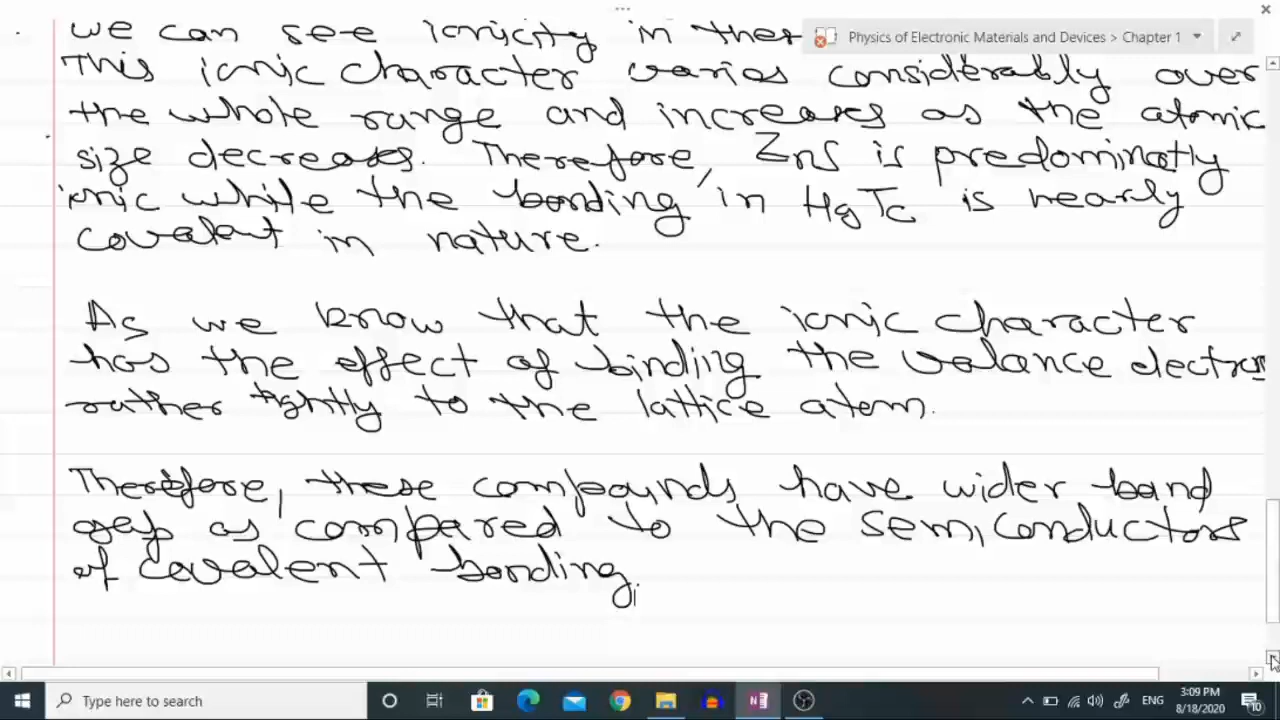 we can see ionicity in thes
Physics of Electronic Materials and Devices > Chapter 1
This ionic character varies considerably over
the whole range and increases as the atomic
size decreases. Therefore, ZnS is predominatly
ionic while the bonding in HgTe is nearly
covalent in nature.
As we know that the ionic character
has the effect of binding the valance electrons
rather tightly to the lattice atom.
Therefore, these compounds have wider band
gap as compared to the semiconductors
of covalent bonding,
Type here to search
ENG
3:09 PM
8/18/2020
10